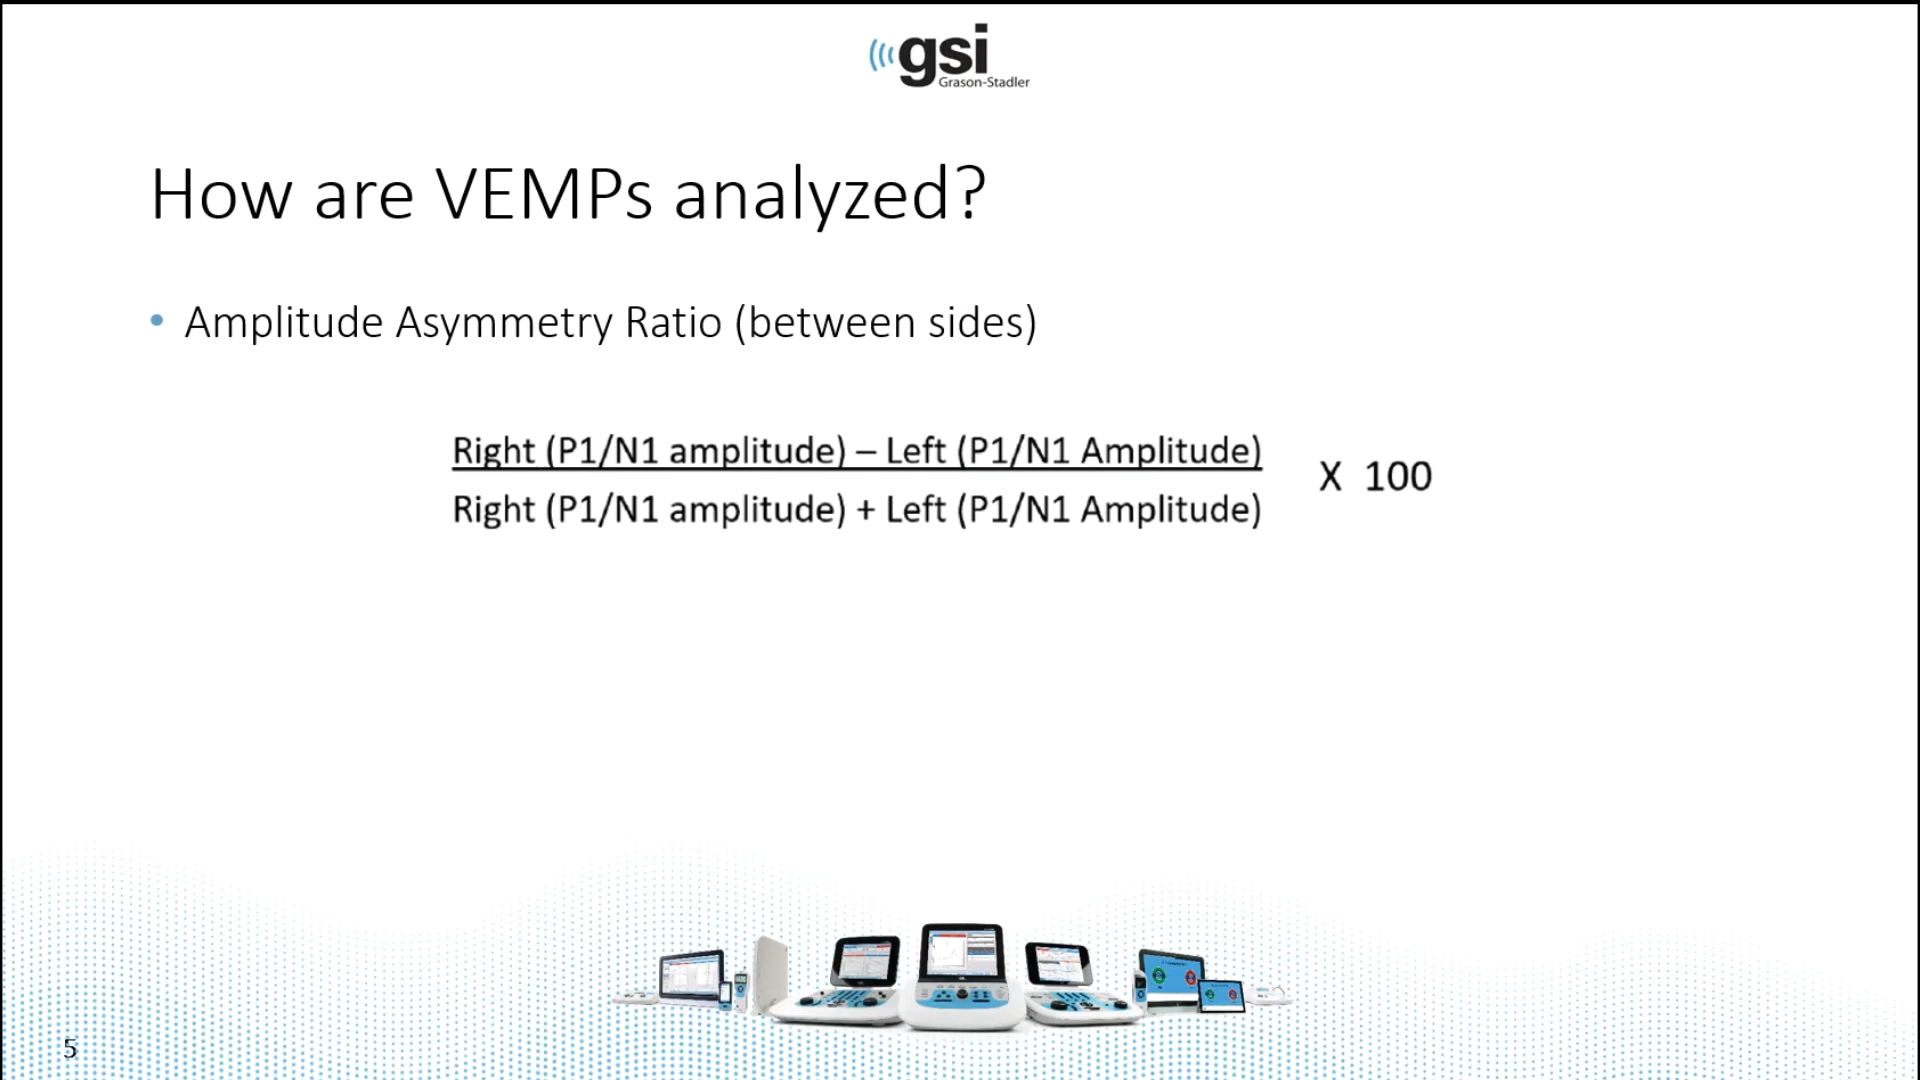 gsi
Grason-Stadler
How are VEMPs analyzed?
• Amplitude Asymmetry Ratio (between sides)
Right (P1/N1 amplitude) – Left (P1/N1 Amplitude)
X 100
Right (P1/N1 amplitude) + Left (P1/N1 Amplitude)
5